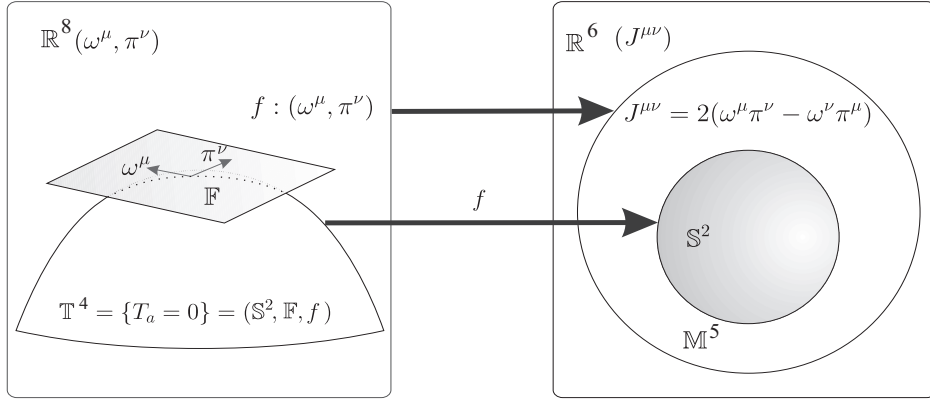 ℝ⁸(ω^μ, π^ν)
f : (ω^μ, π^ν)
ω^μ
π^ν
𝔽
𝕋⁴ = {T_a = 0} = (𝕊², 𝔽, f)
f
ℝ⁶ (J^{μν})
J^{μν} = 2(ω^μπ^ν − ω^νπ^μ)
𝕊²
𝕄⁵